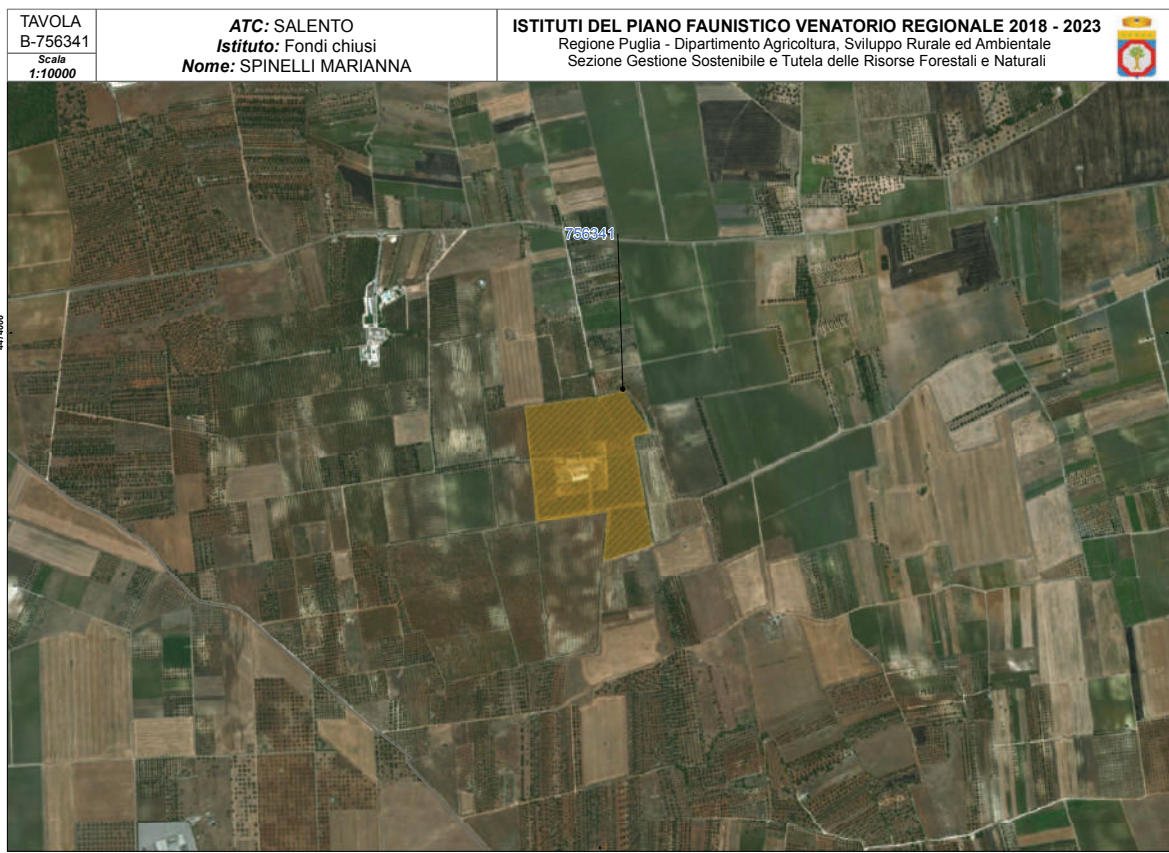 TAVOLA
B-756341
Scala
1:10000
ATC: SALENTO
Istituto: Fondi chiusi
Nome: SPINELLI MARIANNA
ISTITUTI DEL PIANO FAUNISTICO VENATORIO REGIONALE 2018 - 2023
Regione Puglia - Dipartimento Agricoltura, Sviluppo Rurale ed Ambientale
Sezione Gestione Sostenibile e Tutela delle Risorse Forestali e Naturali
756341